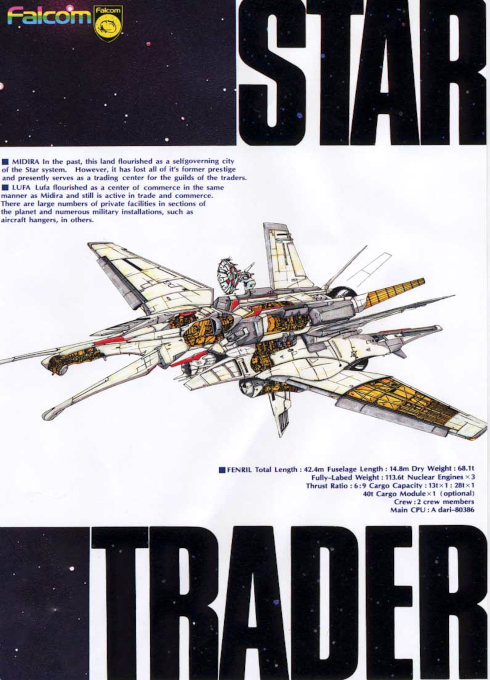 Falcom
Falcom
STAR
■ MIDIRA In the past, this land flourished as a selfgoverning city
of the Star system. However, it has lost all of it's former prestige
and presently serves as a trading center for the guilds of the traders.
■ LUFA Lufa flourished as a center of commerce in the same
manner as Midira and still is active in trade and commerce.
There are large numbers of private facilities in sections of
the planet and numerous military installations, such as
aircraft hangers, in others.
■ FENRIL Total Length : 42.4m Fuselage Length : 14.8m Dry Weight : 68.1t
Fully-Labed Weight : 113.6t Nuclear Engines ×3
Thrust Ratio : 6:9 Cargo Capacity : 13t×1 : 28t×1
40t Cargo Module×1 (optional)
Crew : 2 crew members
Main CPU : A dari-80386
TRADER